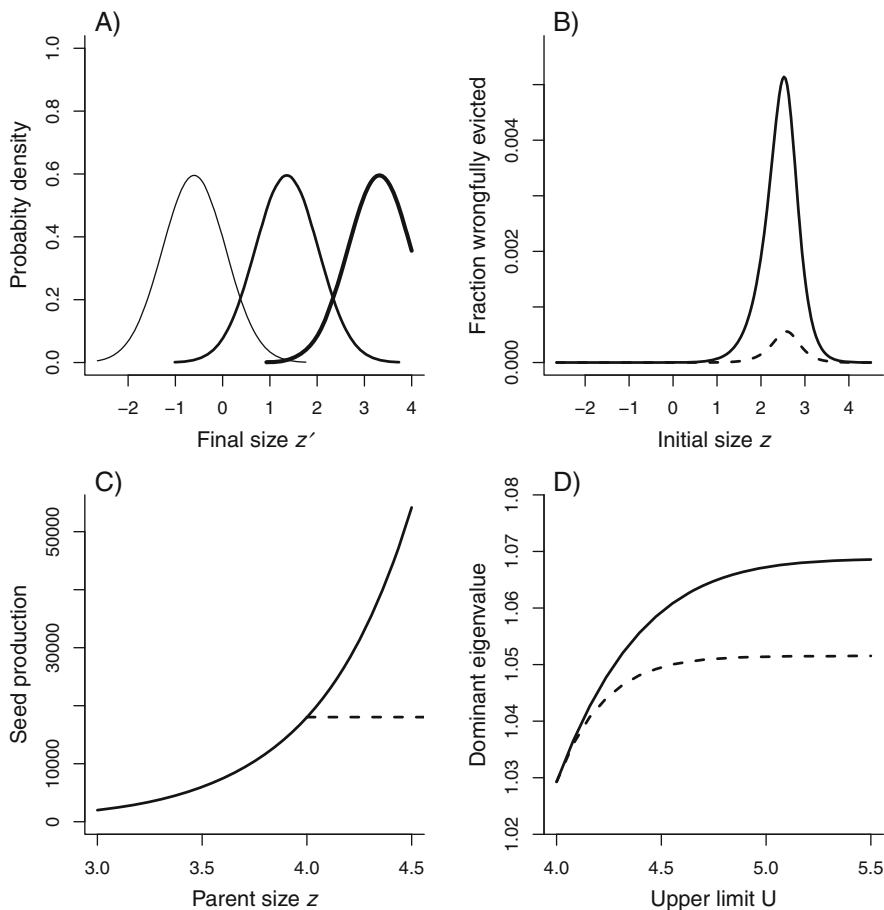 A)
Probabity density
0.0 0.2 0.4 0.6 0.8 1.0
−2 −1 0 1 2 3 4
Final size z′
B)
Fraction wrongfully evicted
0.000 0.002 0.004
−2 −1 0 1 2 3 4
Initial size z
C)
Seed production
0 10000 30000 50000
3.0 3.5 4.0 4.5
Parent size z
D)
Dominant eigenvalue
1.02 1.03 1.04 1.05 1.06 1.07 1.08
4.0 4.5 5.0 5.5
Upper limit U